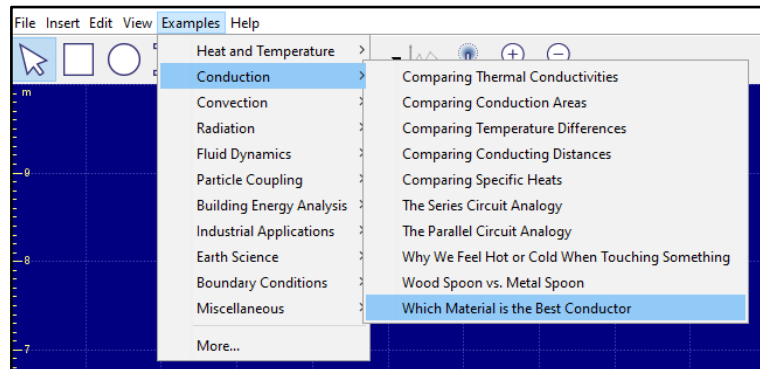 File Insert Edit View Examples Help
Heat and Temperature
Conduction
Convection
Radiation
Fluid Dynamics
Particle Coupling
Building Energy Analysis
Industrial Applications
Earth Science
Boundary Conditions
Miscellaneous
More...
Comparing Thermal Conductivities
Comparing Conduction Areas
Comparing Temperature Differences
Comparing Conducting Distances
Comparing Specific Heats
The Series Circuit Analogy
The Parallel Circuit Analogy
Why We Feel Hot or Cold When Touching Something
Wood Spoon vs. Metal Spoon
Which Material is the Best Conductor
m
9
8
7